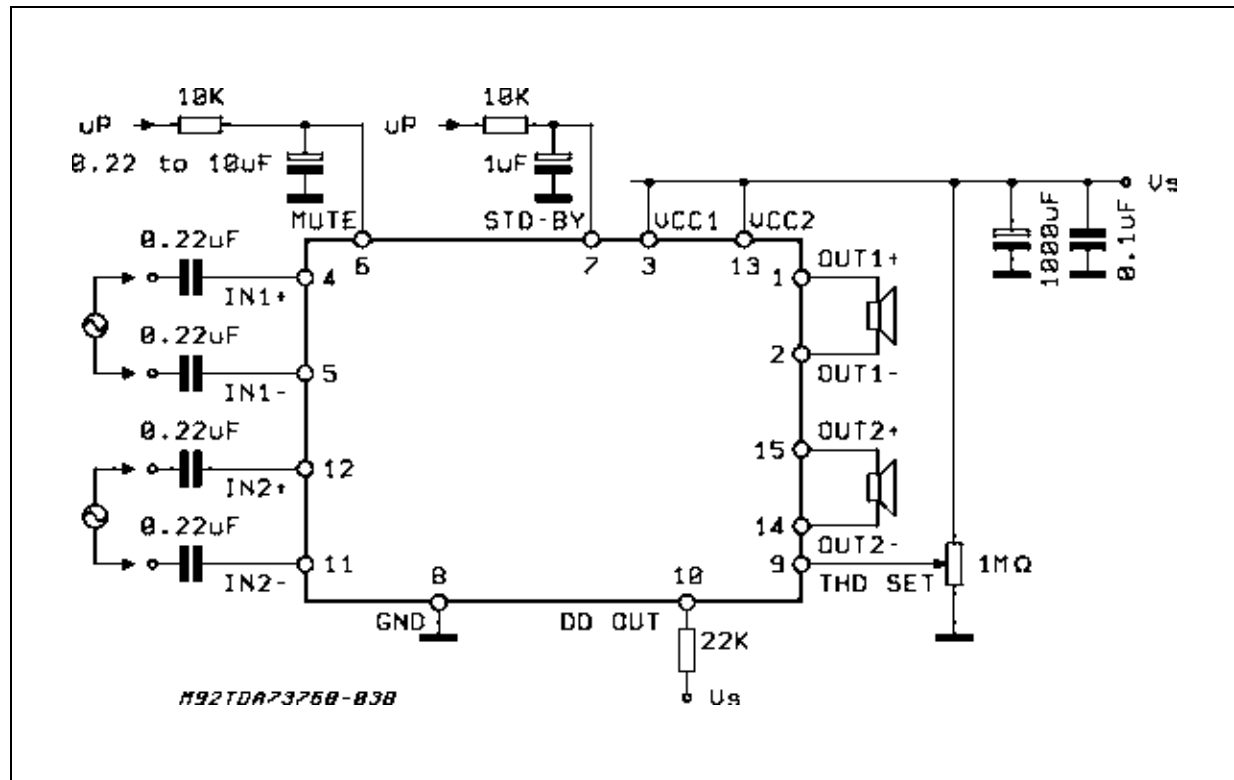 10K
10K
uP
uP
0.22 to 10uF
1uF
Vs
MUTE
STD-BY
VCC1
VCC2
1000uF
0.1uF
0.22uF
6
7
3
13
OUT1+
4
1
IN1+
0.22uF
5
2
IN1-
OUT1-
0.22uF
15
OUT2+
12
IN2+
0.22uF
14
OUT2-
11
9
1MΩ
IN2-
8
10
THD SET
GND
DD OUT
22K
M92TDA73760-03B
Vs